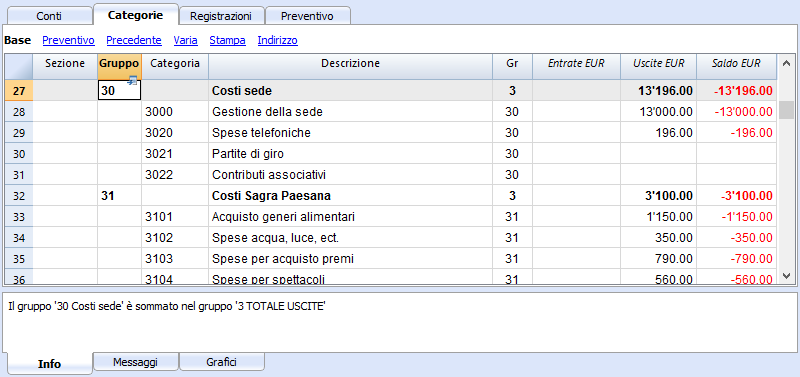 Conti Categorie Registrazioni Preventivo
Base Preventivo Precedente Varia Stampa Indirizzo
Sezione Gruppo Categoria Descrizione Gr Entrate EUR Uscite EUR Saldo EUR
27 30 Costi sede 3 13'196.00 -13'196.00
28 3000 Gestione della sede 30 13'000.00 -13'000.00
29 3020 Spese telefoniche 30 196.00 -196.00
30 3021 Partite di giro 30
31 3022 Contributi associativi 30
32 31 Costi Sagra Paesana 3 3'100.00 -3'100.00
33 3101 Acquisto generi alimentari 31 1'150.00 -1'150.00
34 3102 Spese acqua, luce, ect. 31 350.00 -350.00
35 3103 Spese per acquisto premi 31 790.00 -790.00
36 3104 Spese per spettacoli 31 560.00 -560.00
Il gruppo '30 Costi sede' è sommato nel gruppo '3 TOTALE USCITE'
Info Messaggi Grafici